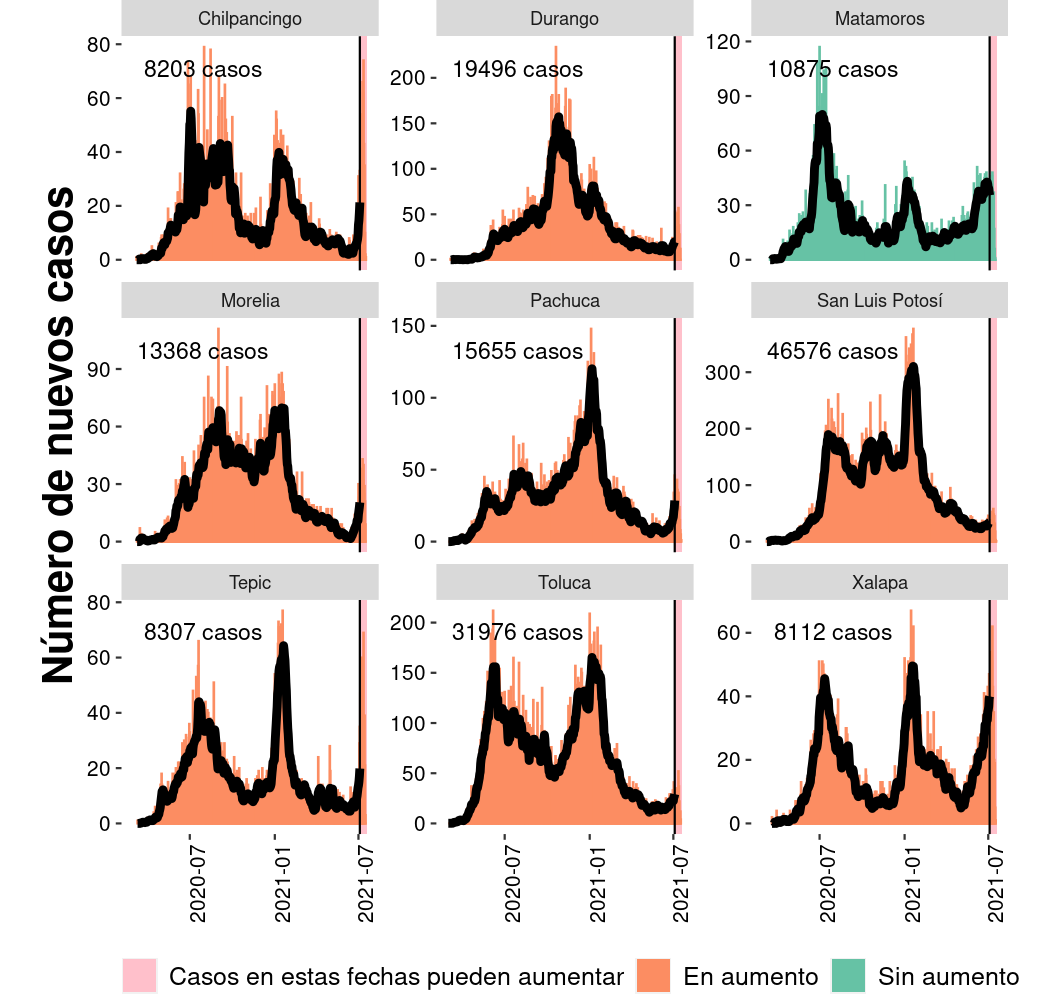 Número de nuevos casos
Chilpancingo
Durango
Matamoros
80
60
40
20
0
8203 casos
200
150
100
50
0
19496 casos
120
90
60
30
0
10875 casos
Morelia
Pachuca
San Luis Potosí
90
60
30
0
13368 casos
150
100
50
0
15655 casos
300
200
100
0
46576 casos
Tepic
Toluca
Xalapa
80
60
40
20
0
8307 casos
200
150
100
50
0
31976 casos
60
40
20
0
8112 casos
2020-07
2021-01
2021-07
2020-07
2021-01
2021-07
2020-07
2021-01
2021-07
Casos en estas fechas pueden aumentar
En aumento
Sin aumento